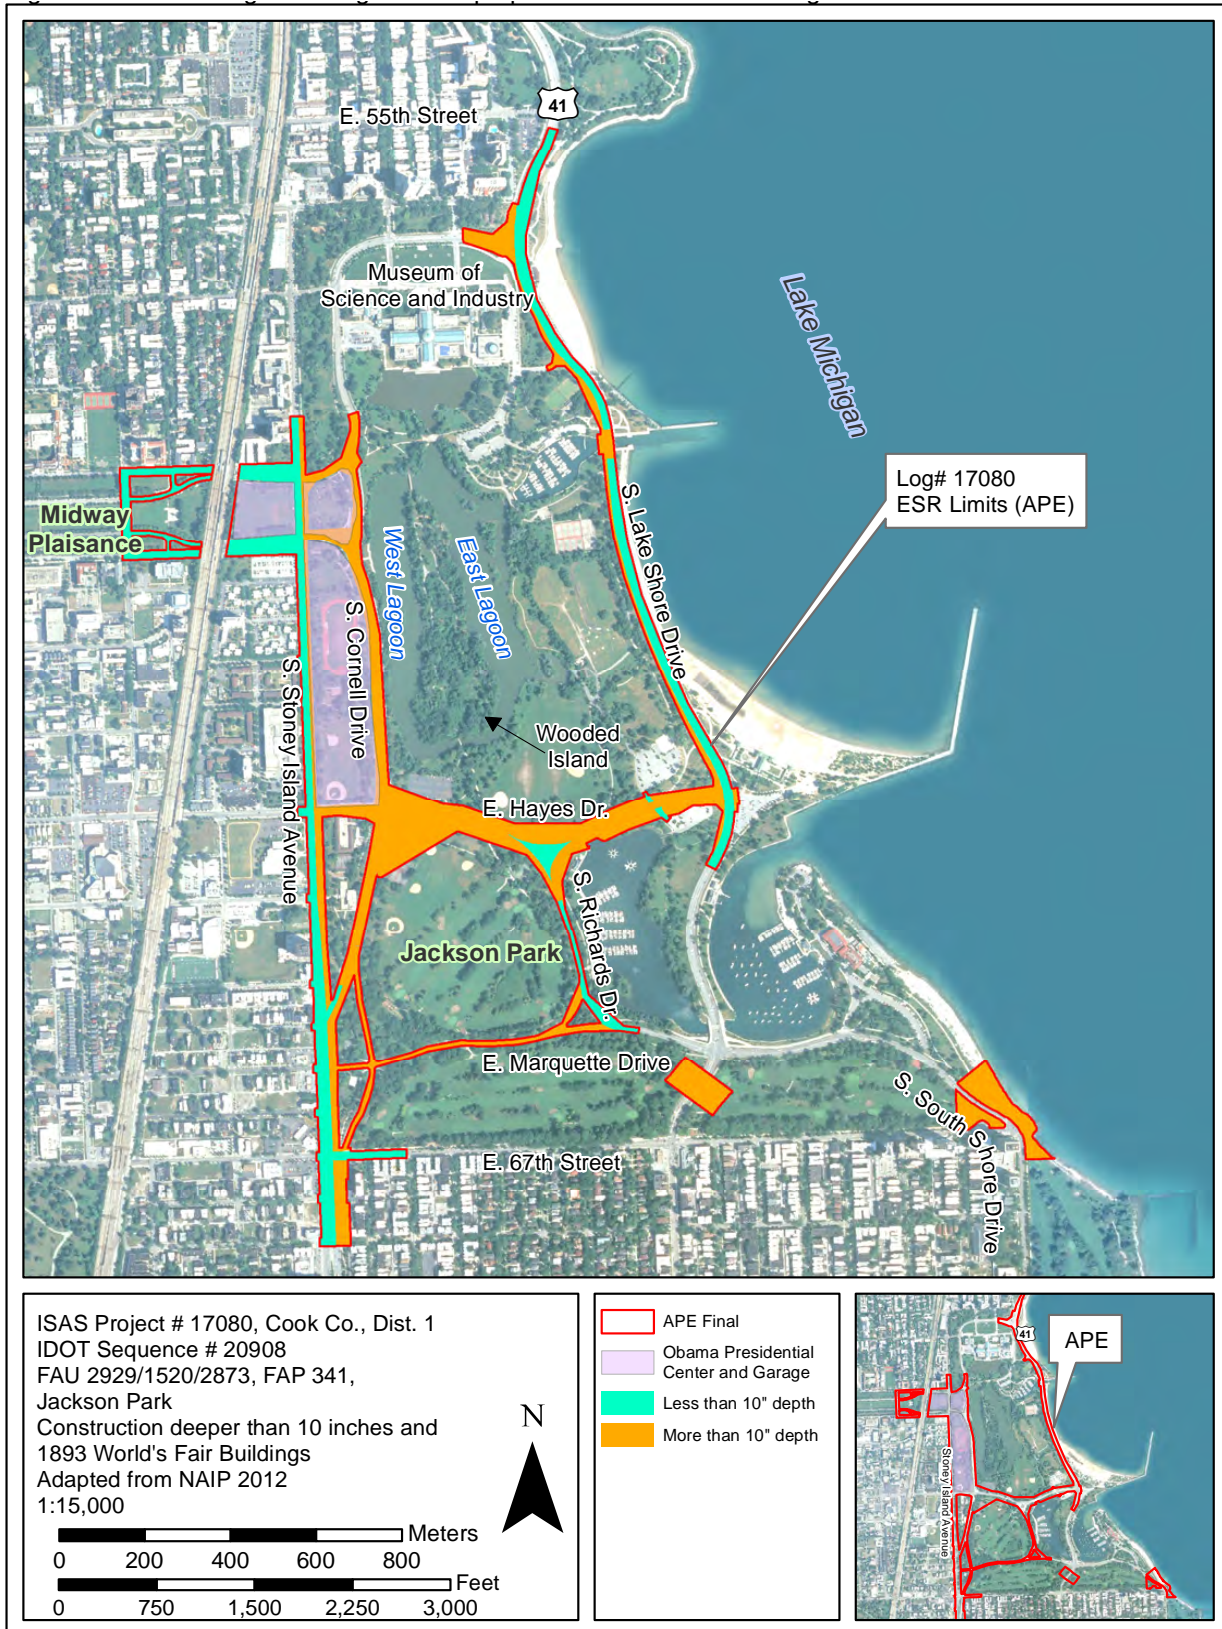 41
E. 55th Street
Museum of
Science and Industry
Lake Michigan
Log# 17080
ESR Limits (APE)
Midway
Plaisance
West Lagoon
East Lagoon
S. Lake Shore Drive
S. Cornell Drive
S. Stoney Island Avenue
Wooded
Island
E. Hayes Dr.
S. Richards Dr.
Jackson Park
E. Marquette Drive
S. South Shore Drive
E. 67th Street
ISAS Project # 17080, Cook Co., Dist. 1
IDOT Sequence # 20908
FAU 2929/1520/2873, FAP 341,
Jackson Park
Construction deeper than 10 inches and
1893 World's Fair Buildings
Adapted from NAIP 2012
1:15,000
N
Meters
0 200 400 600 800
Feet
0 750 1,500 2,250 3,000
APE Final
Obama Presidential
Center and Garage
Less than 10" depth
More than 10" depth
41
APE
Stoney Island Avenue